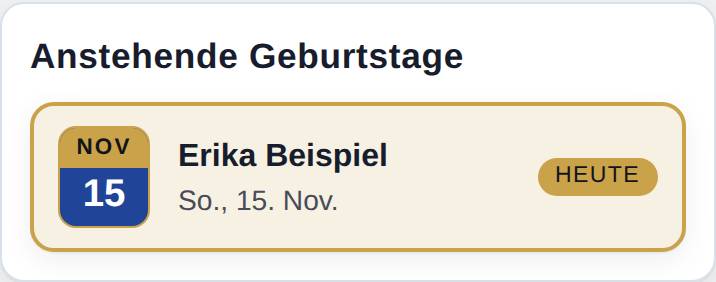 Anstehende Geburtstage
NOV
15
Erika Beispiel
So., 15. Nov.
HEUTE